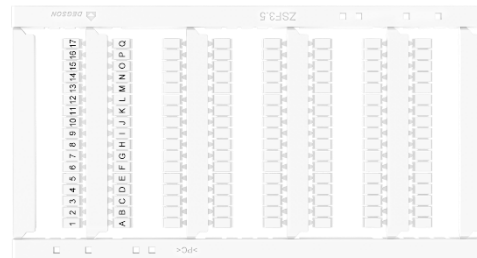 DEGSON
ZSF3.5
1 2 3 4 5 6 7 8 9 10 11 12 13 14 15 16 17
A B C D E F G H I J K L M N O P Q
>PC<